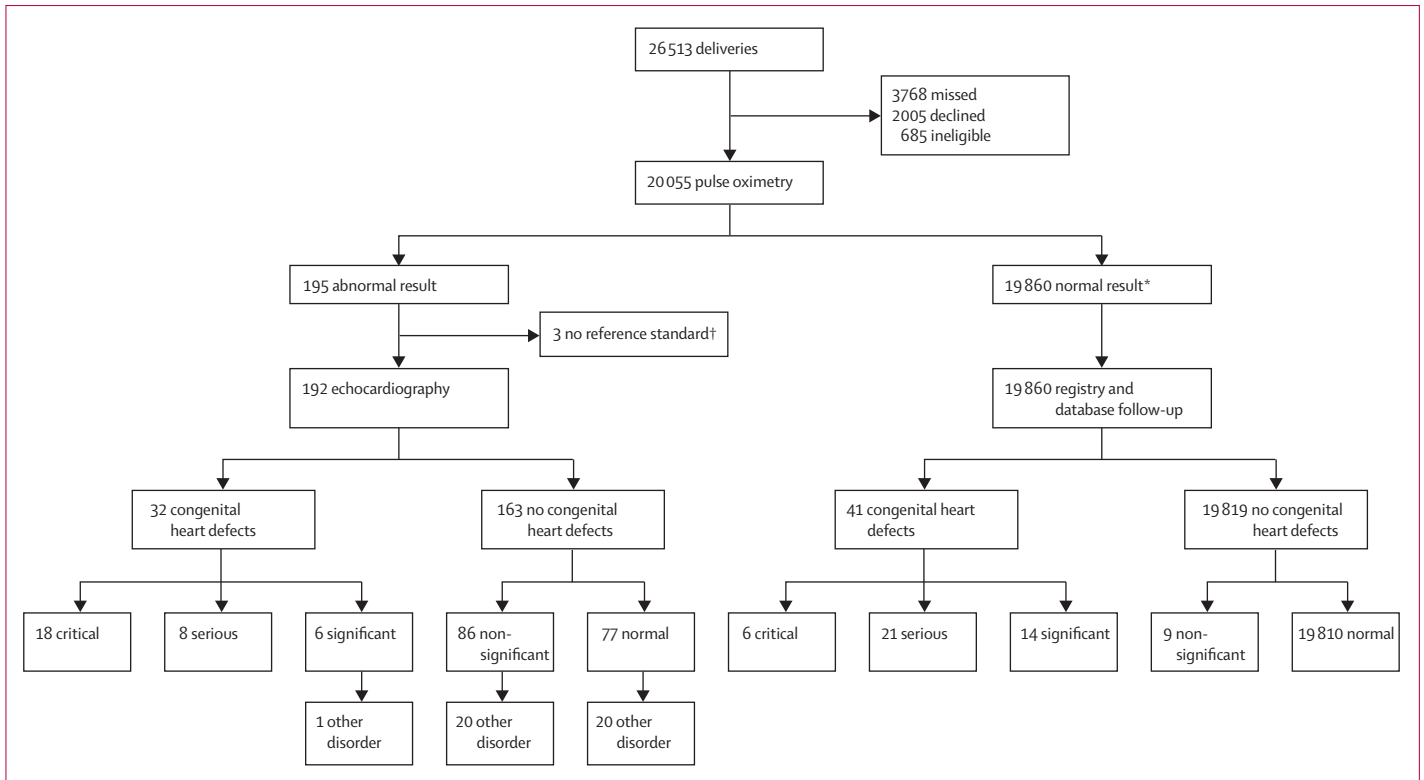 26 513 deliveries
3768 missed
2005 declined
685 ineligible
20 055 pulse oximetry
195 abnormal result
19 860 normal result*
3 no reference standard†
192 echocardiography
19 860 registry and
database follow-up
32 congenital
heart defects
163 no congenital
heart defects
41 congenital heart
defects
19 819 no congenital
heart defects
18 critical
8 serious
6 significant
86 non-
significant
77 normal
6 critical
21 serious
14 significant
9 non-
significant
19 810 normal
1 other
disorder
20 other
disorder
20 other
disorder